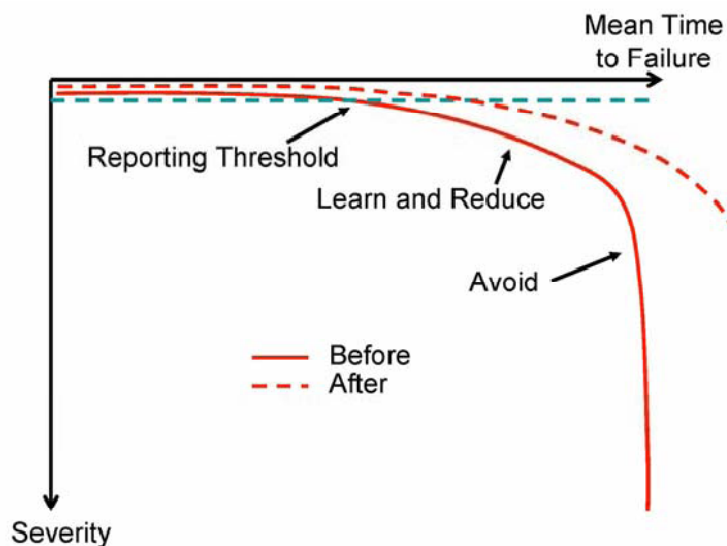 Mean Time
to Failure
Reporting Threshold
Learn and Reduce
Avoid
Before
After
Severity